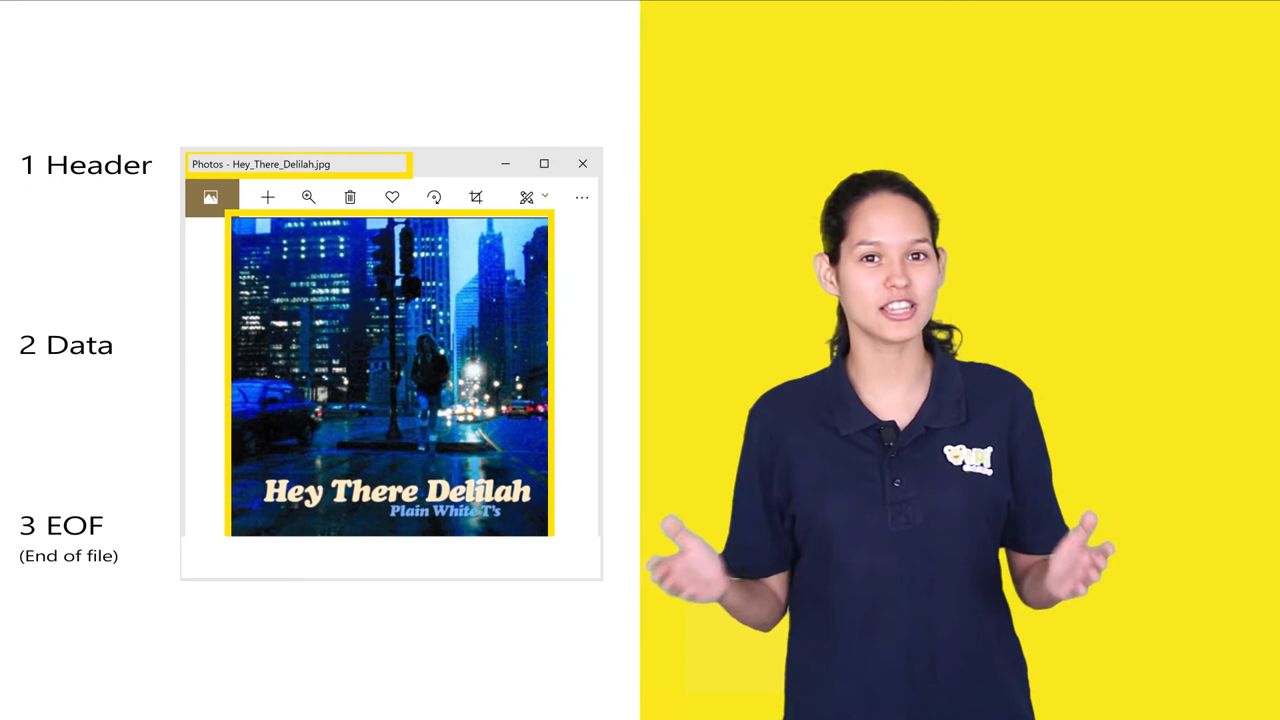 1 Header
Photos - Hey_There_Delilah.jpg
2 Data
Hey There Delilah
Plain White T's
3 EOF
(End of file)